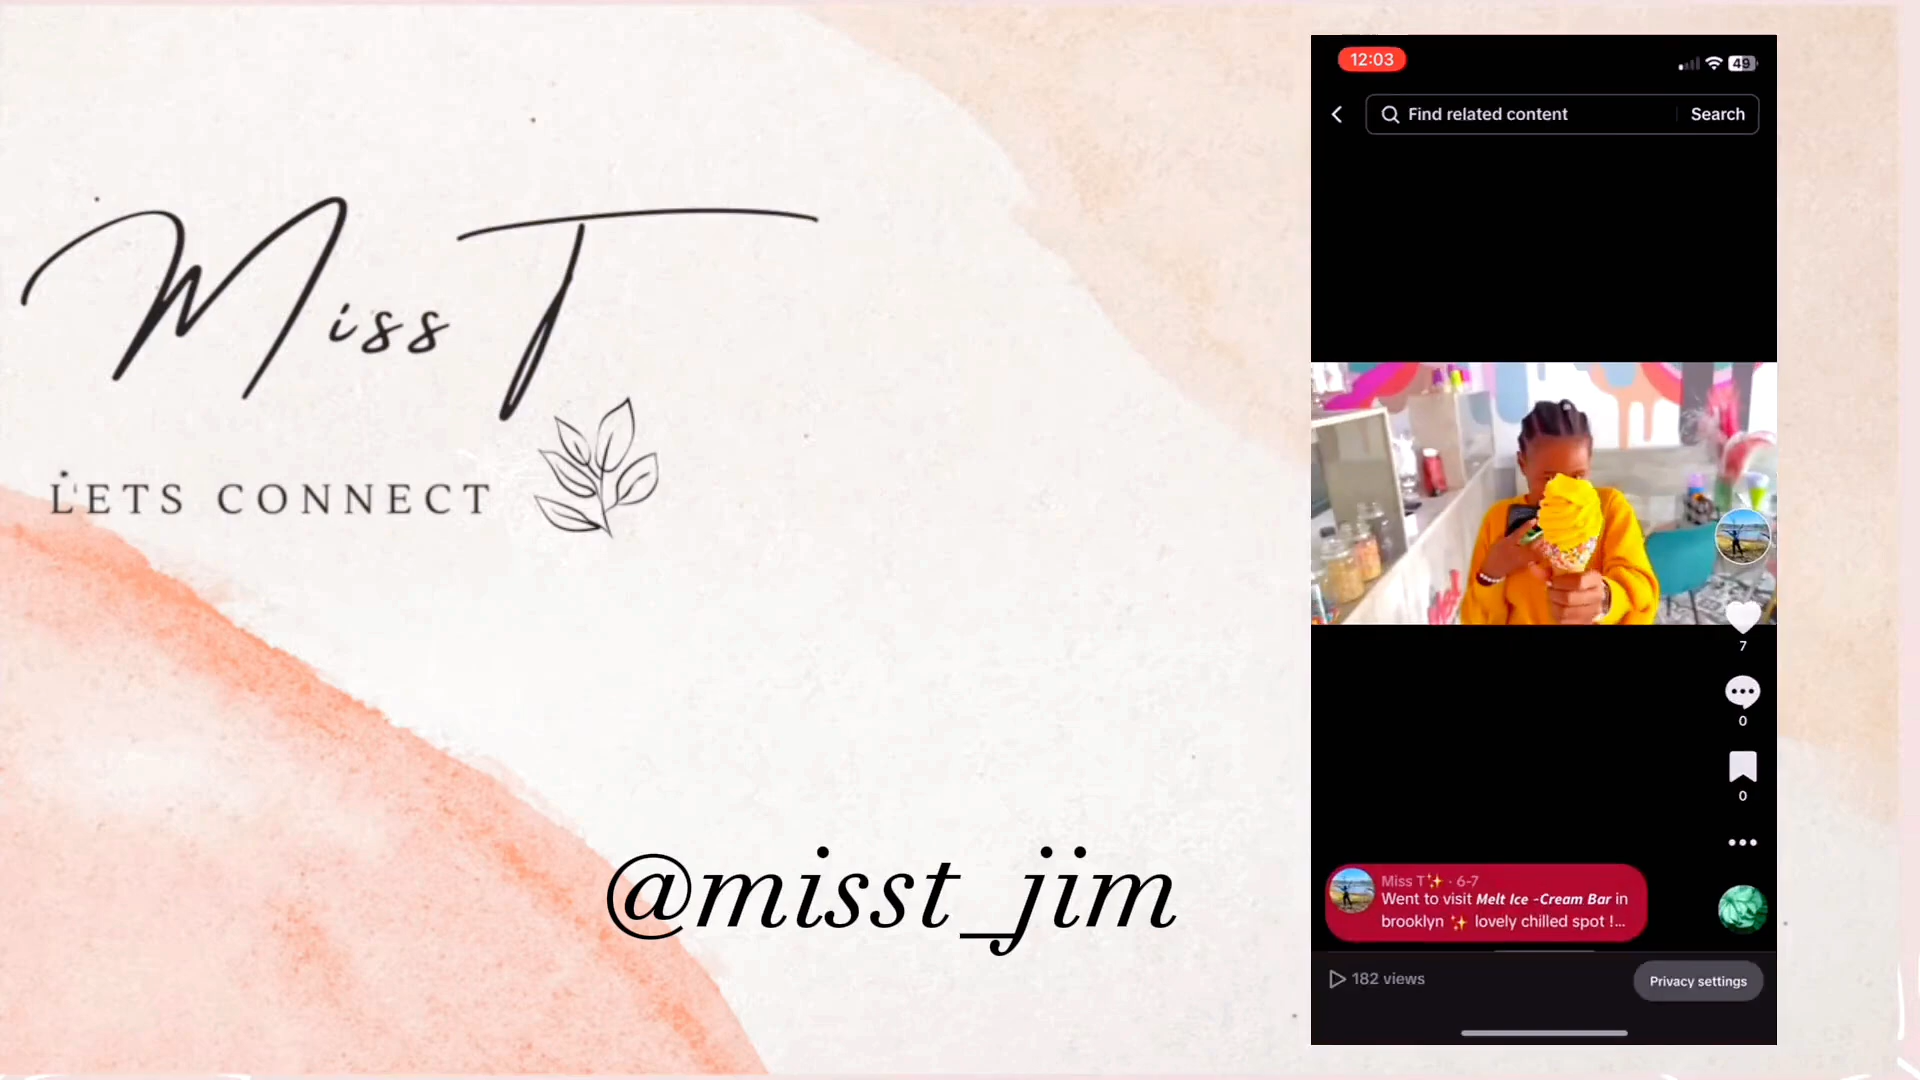 Miss T
LETS CONNECT
@misst_jim
12:03
49
Find related content
Search
7
0
0
Miss T✨ · 6-7
Went to visit Melt Ice -Cream Bar in
brooklyn ✨ lovely chilled spot !...
182 views
Privacy settings